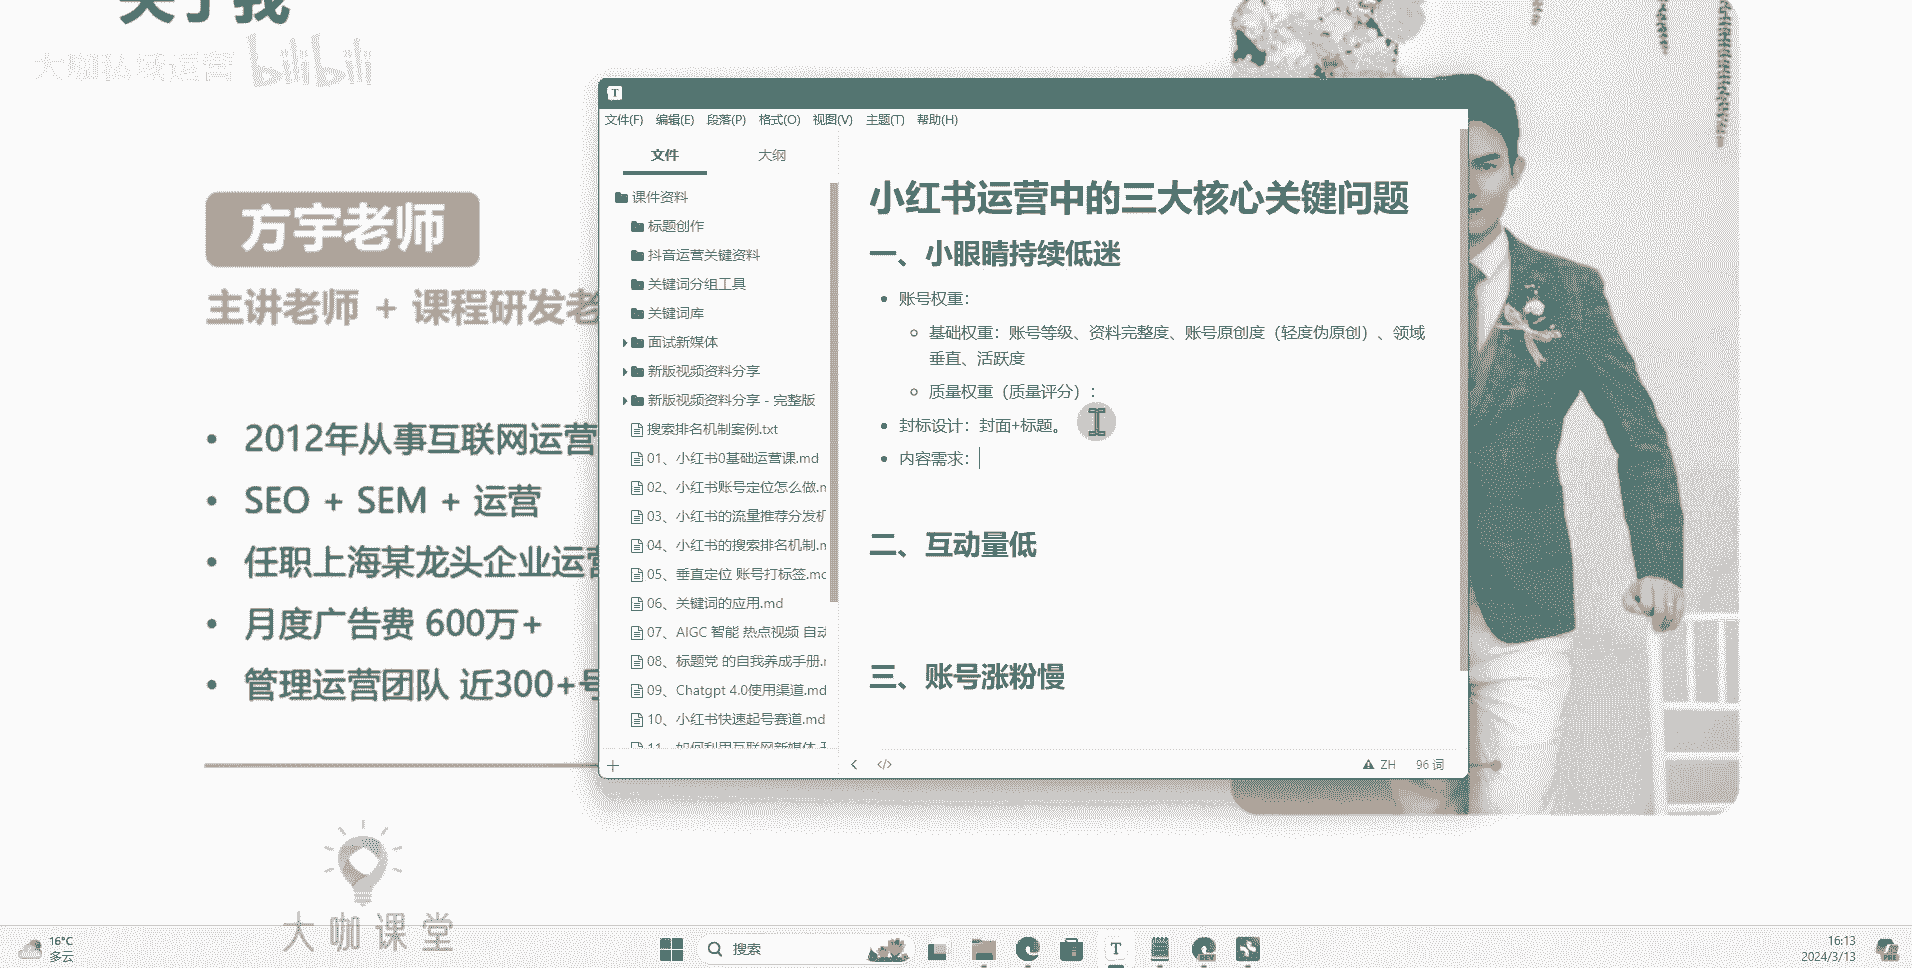 关于我
大咖私域运营 bilibili
方宇老师
主讲老师 + 课程研发老
2012年从事互联网运营
SEO + SEM + 运营
任职上海某龙头企业运营
月度广告费 600万+
管理运营团队 近300+号
大咖课堂
T
文件(F) 编辑(E) 段落(P) 格式(O) 视图(V) 主题(T) 帮助(H)
文件 大纲
课件资料
标题创作
抖音运营关键资料
关键词分组工具
关键词库
面试新媒体
新版视频资料分享
新版视频资料分享 - 完整版
搜索排名机制案例.txt
01、小红书0基础运营课.md
02、小红书账号定位怎么做.m
03、小红书的流量推荐分发机
04、小红书的搜索排名机制.m
05、垂直定位 账号打标签.md
06、关键词的应用.md
07、AIGC 智能 热点视频 自动
08、标题党 的自我养成手册.m
09、Chatgpt 4.0使用渠道.md
10、小红书快速起号赛道.md
11、如何利用互联网新媒体
小红书运营中的三大核心关键问题
一、小眼睛持续低迷
账号权重：
基础权重：账号等级、资料完整度、账号原创度（轻度伪原创）、领域
垂直、活跃度
质量权重（质量评分）：
封标设计：封面+标题。
内容需求：
二、互动量低
三、账号涨粉慢
ZH 96 词
16°C
多云
搜索
T
DEV
16:13
2024/3/13
PRE